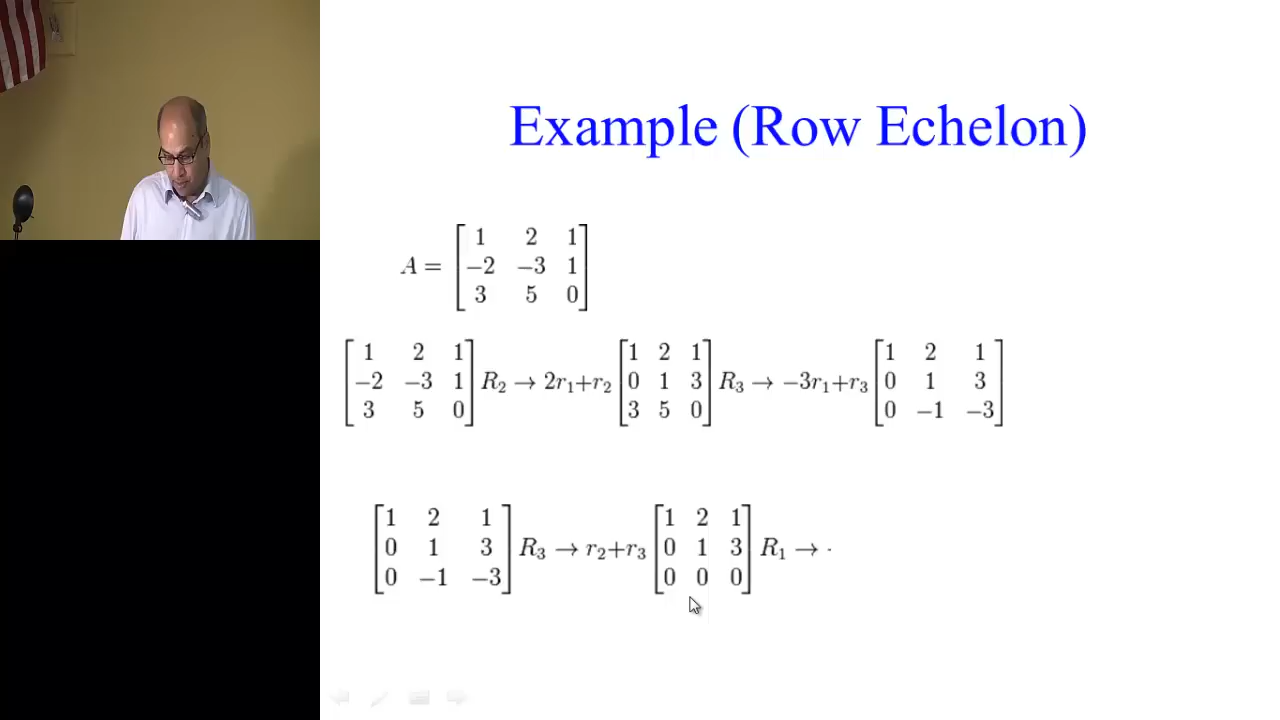 Example (Row Echelon)
A = [1 2 1
−2 −3 1
3 5 0]
[1 2 1
−2 −3 1
3 5 0] R₂ → 2r₁+r₂ [1 2 1
0 1 3
3 5 0] R₃ → −3r₁+r₃ [1 2 1
0 1 3
0 −1 −3]
[1 2 1
0 1 3
0 −1 −3] R₃ → r₂+r₃ [1 2 1
0 1 3
0 0 0] R₁ → ·